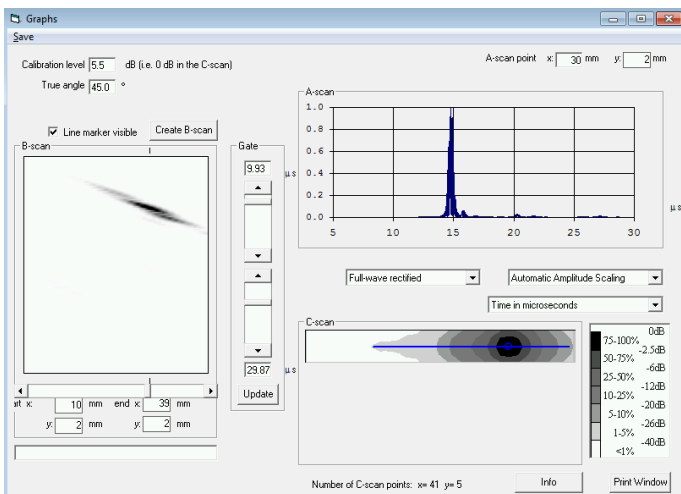 Graphs
Save
Calibration level 5.5 dB (i.e. 0 dB in the C-scan)
True angle 45.0 °
A-scan point x: 30 mm y: 2 mm
Line marker visible
Create B-scan
B-scan
Gate
9.93 µs
29.87 µs
Update
A-scan
1.0
0.8
0.6
0.4
0.2
0.0
5 10 15 20 25 30
µs
Full-wave rectified
Automatic Amplitude Scaling
Time in microseconds
C-scan
0dB
75-100%
-2.5dB
50-75%
-6dB
25-50%
-12dB
10-25%
-20dB
5-10%
-26dB
1-5%
-40dB
<1%
art x: 10 mm end x: 39 mm
y: 2 mm y: 2 mm
Number of C-scan points: x= 41 y= 5
Info
Print Window